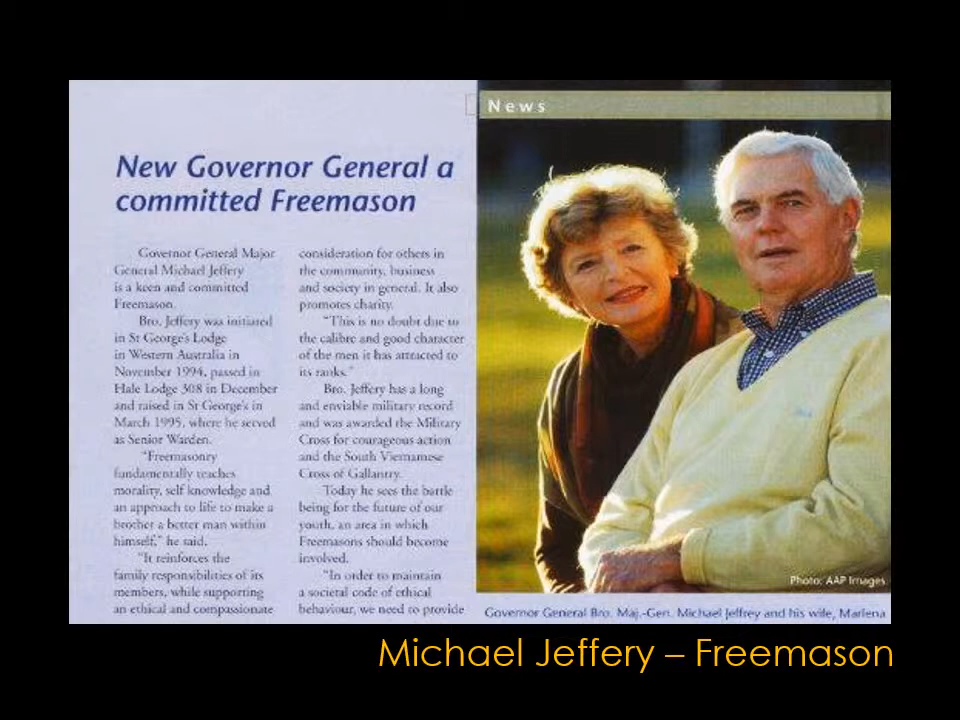 News
New Governor General a
committed Freemason
Governor General Major
General Michael Jeffery
is a keen and committed
Freemason.
Bro. Jeffery was initiated
in St George's Lodge
in Western Australia in
November 1994, passed in
Hale Lodge 308 in December
and raised in St George's in
March 1995, where he served
as Senior Warden.
"Freemasonry
fundamentally teaches
morality, self knowledge and
an approach to life to make a
brother a better man within
himself," he said.
"It reinforces the
family responsibilities of its
members, while supporting
an ethical and compassionate
consideration for others in
the community, business
and society in general. It also
promotes charity.
"This is no doubt due to
the calibre and good character
of the men it has attracted to
its ranks."
Bro. Jeffery has a long
and enviable military record
and was awarded the Military
Cross for courageous action
and the South Vietnamese
Cross of Gallantry.
Today he sees the battle
being for the future of our
youth, an area in which
Freemasons should become
involved.
"In order to maintain
a societal code of ethical
behaviour, we need to provide
Photo: AAP Images
Governor General Bro. Maj.-Gen. Michael Jeffrey and his wife, Marlena
Michael Jeffery – Freemason